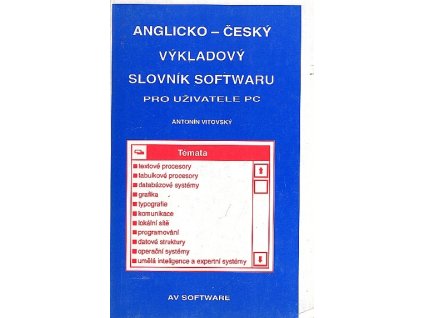 ANGLICKO – ČESKÝ
VÝKLADOVÝ
SLOVNÍK SOFTWARU
PRO UŽIVATELE PC
ANTONÍN VITOVSKÝ
Témata
textové procesory
tabulkové procesory
databázové systémy
grafika
typografie
komunikace
lokální sítě
programování
datové struktury
operační systémy
umělá inteligence a expertní systémy
AV SOFTWARE